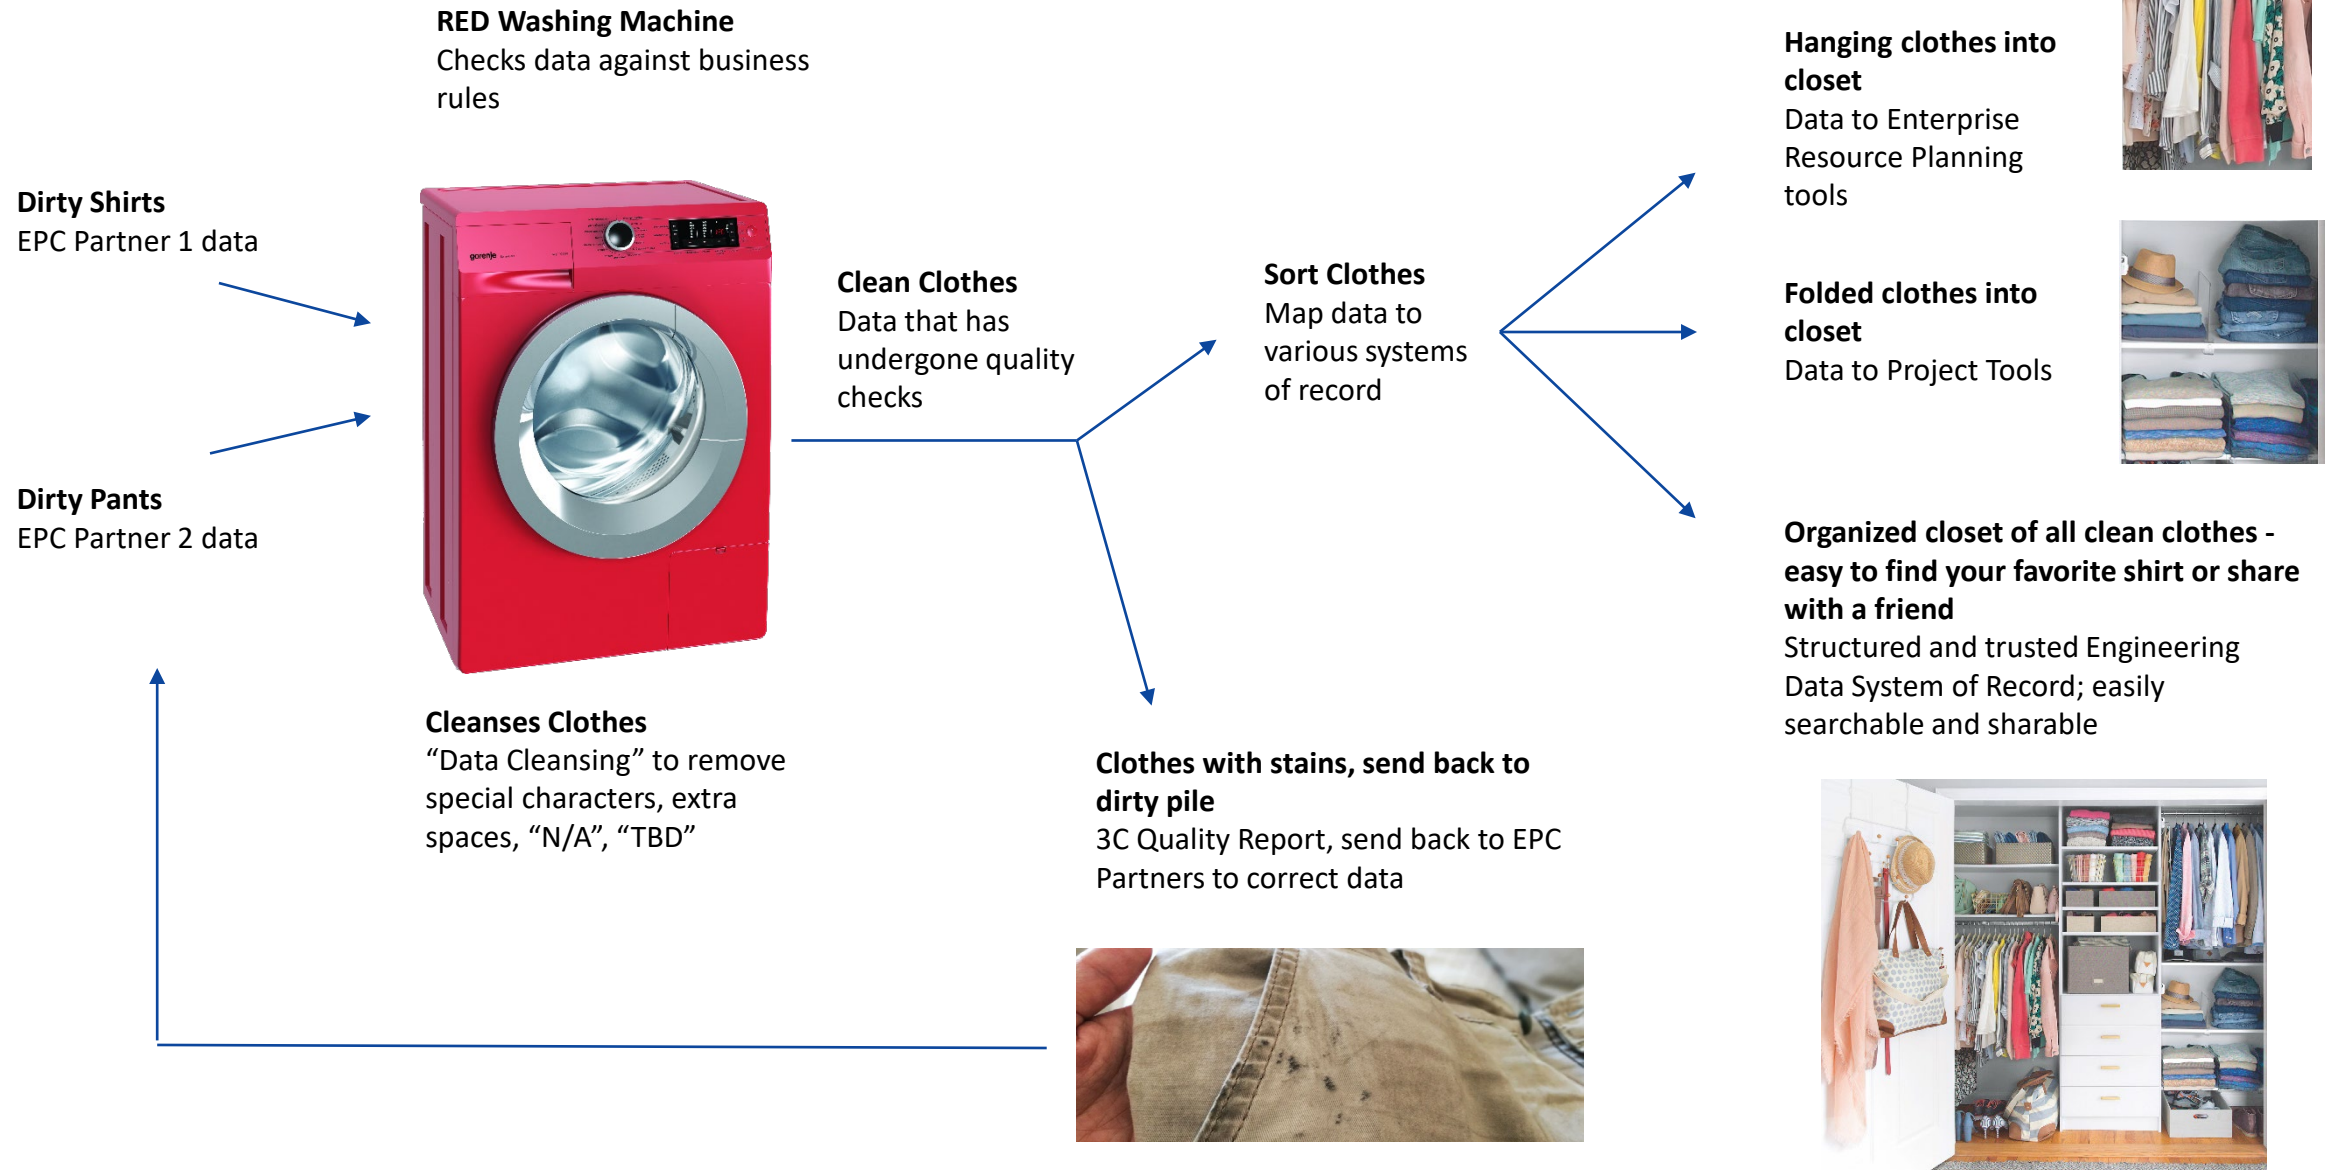 RED Washing Machine
Checks data against business
rules
Dirty Shirts
EPC Partner 1 data
Dirty Pants
EPC Partner 2 data
gorenje
Cleanses Clothes
“Data Cleansing” to remove
special characters, extra
spaces, “N/A”, “TBD”
Clean Clothes
Data that has
undergone quality
checks
Sort Clothes
Map data to
various systems
of record
Clothes with stains, send back to
dirty pile
3C Quality Report, send back to EPC
Partners to correct data
Hanging clothes into
closet
Data to Enterprise
Resource Planning
tools
Folded clothes into
closet
Data to Project Tools
Organized closet of all clean clothes -
easy to find your favorite shirt or share
with a friend
Structured and trusted Engineering
Data System of Record; easily
searchable and sharable